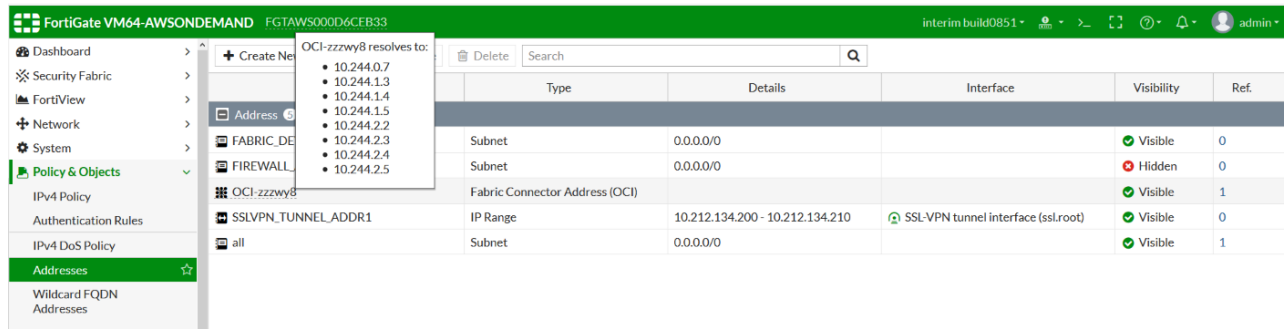 FortiGate VM64-AWSONDEMAND FGTAWS000D6CEB33 interim build0851 >_ admin
Dashboard
Security Fabric
FortiView
Network
System
Policy & Objects
IPv4 Policy
Authentication Rules
IPv4 DoS Policy
Addresses
Wildcard FQDN
Addresses
+ Create New Delete Search
OCI-zzzwy8 resolves to:
• 10.244.0.7
• 10.244.1.3
• 10.244.1.4
• 10.244.1.5
• 10.244.2.2
• 10.244.2.3
• 10.244.2.4
• 10.244.2.5
Type Details Interface Visibility Ref.
Address 5
FABRIC_DE Subnet 0.0.0.0/0 Visible 0
FIREWALL_ Subnet 0.0.0.0/0 Hidden 0
OCI-zzzwy8 Fabric Connector Address (OCI) Visible 1
SSLVPN_TUNNEL_ADDR1 IP Range 10.212.134.200 - 10.212.134.210 SSL-VPN tunnel interface (ssl.root) Visible 0
all Subnet 0.0.0.0/0 Visible 1